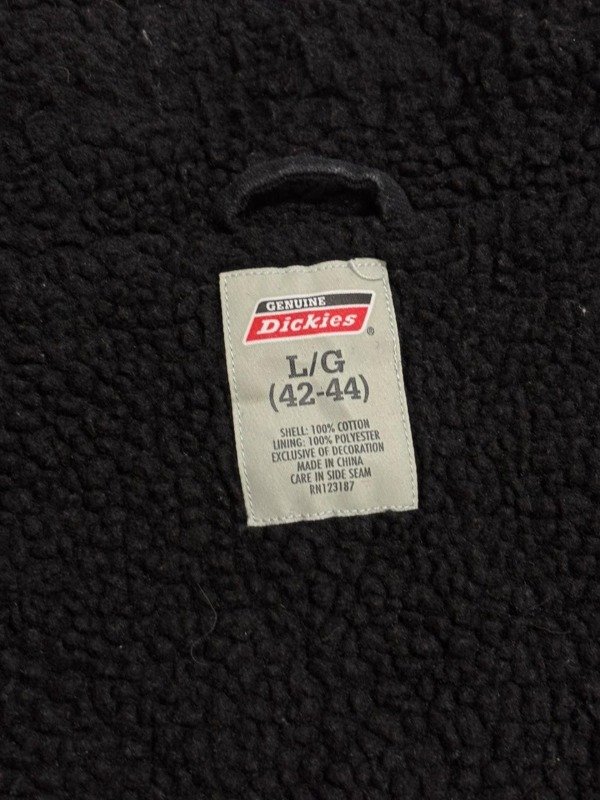 GENUINE
Dickies®
L/G
(42-44)
SHELL: 100% COTTON
LINING: 100% POLYESTER
EXCLUSIVE OF DECORATION
MADE IN CHINA
CARE IN SIDE SEAM
RN123187